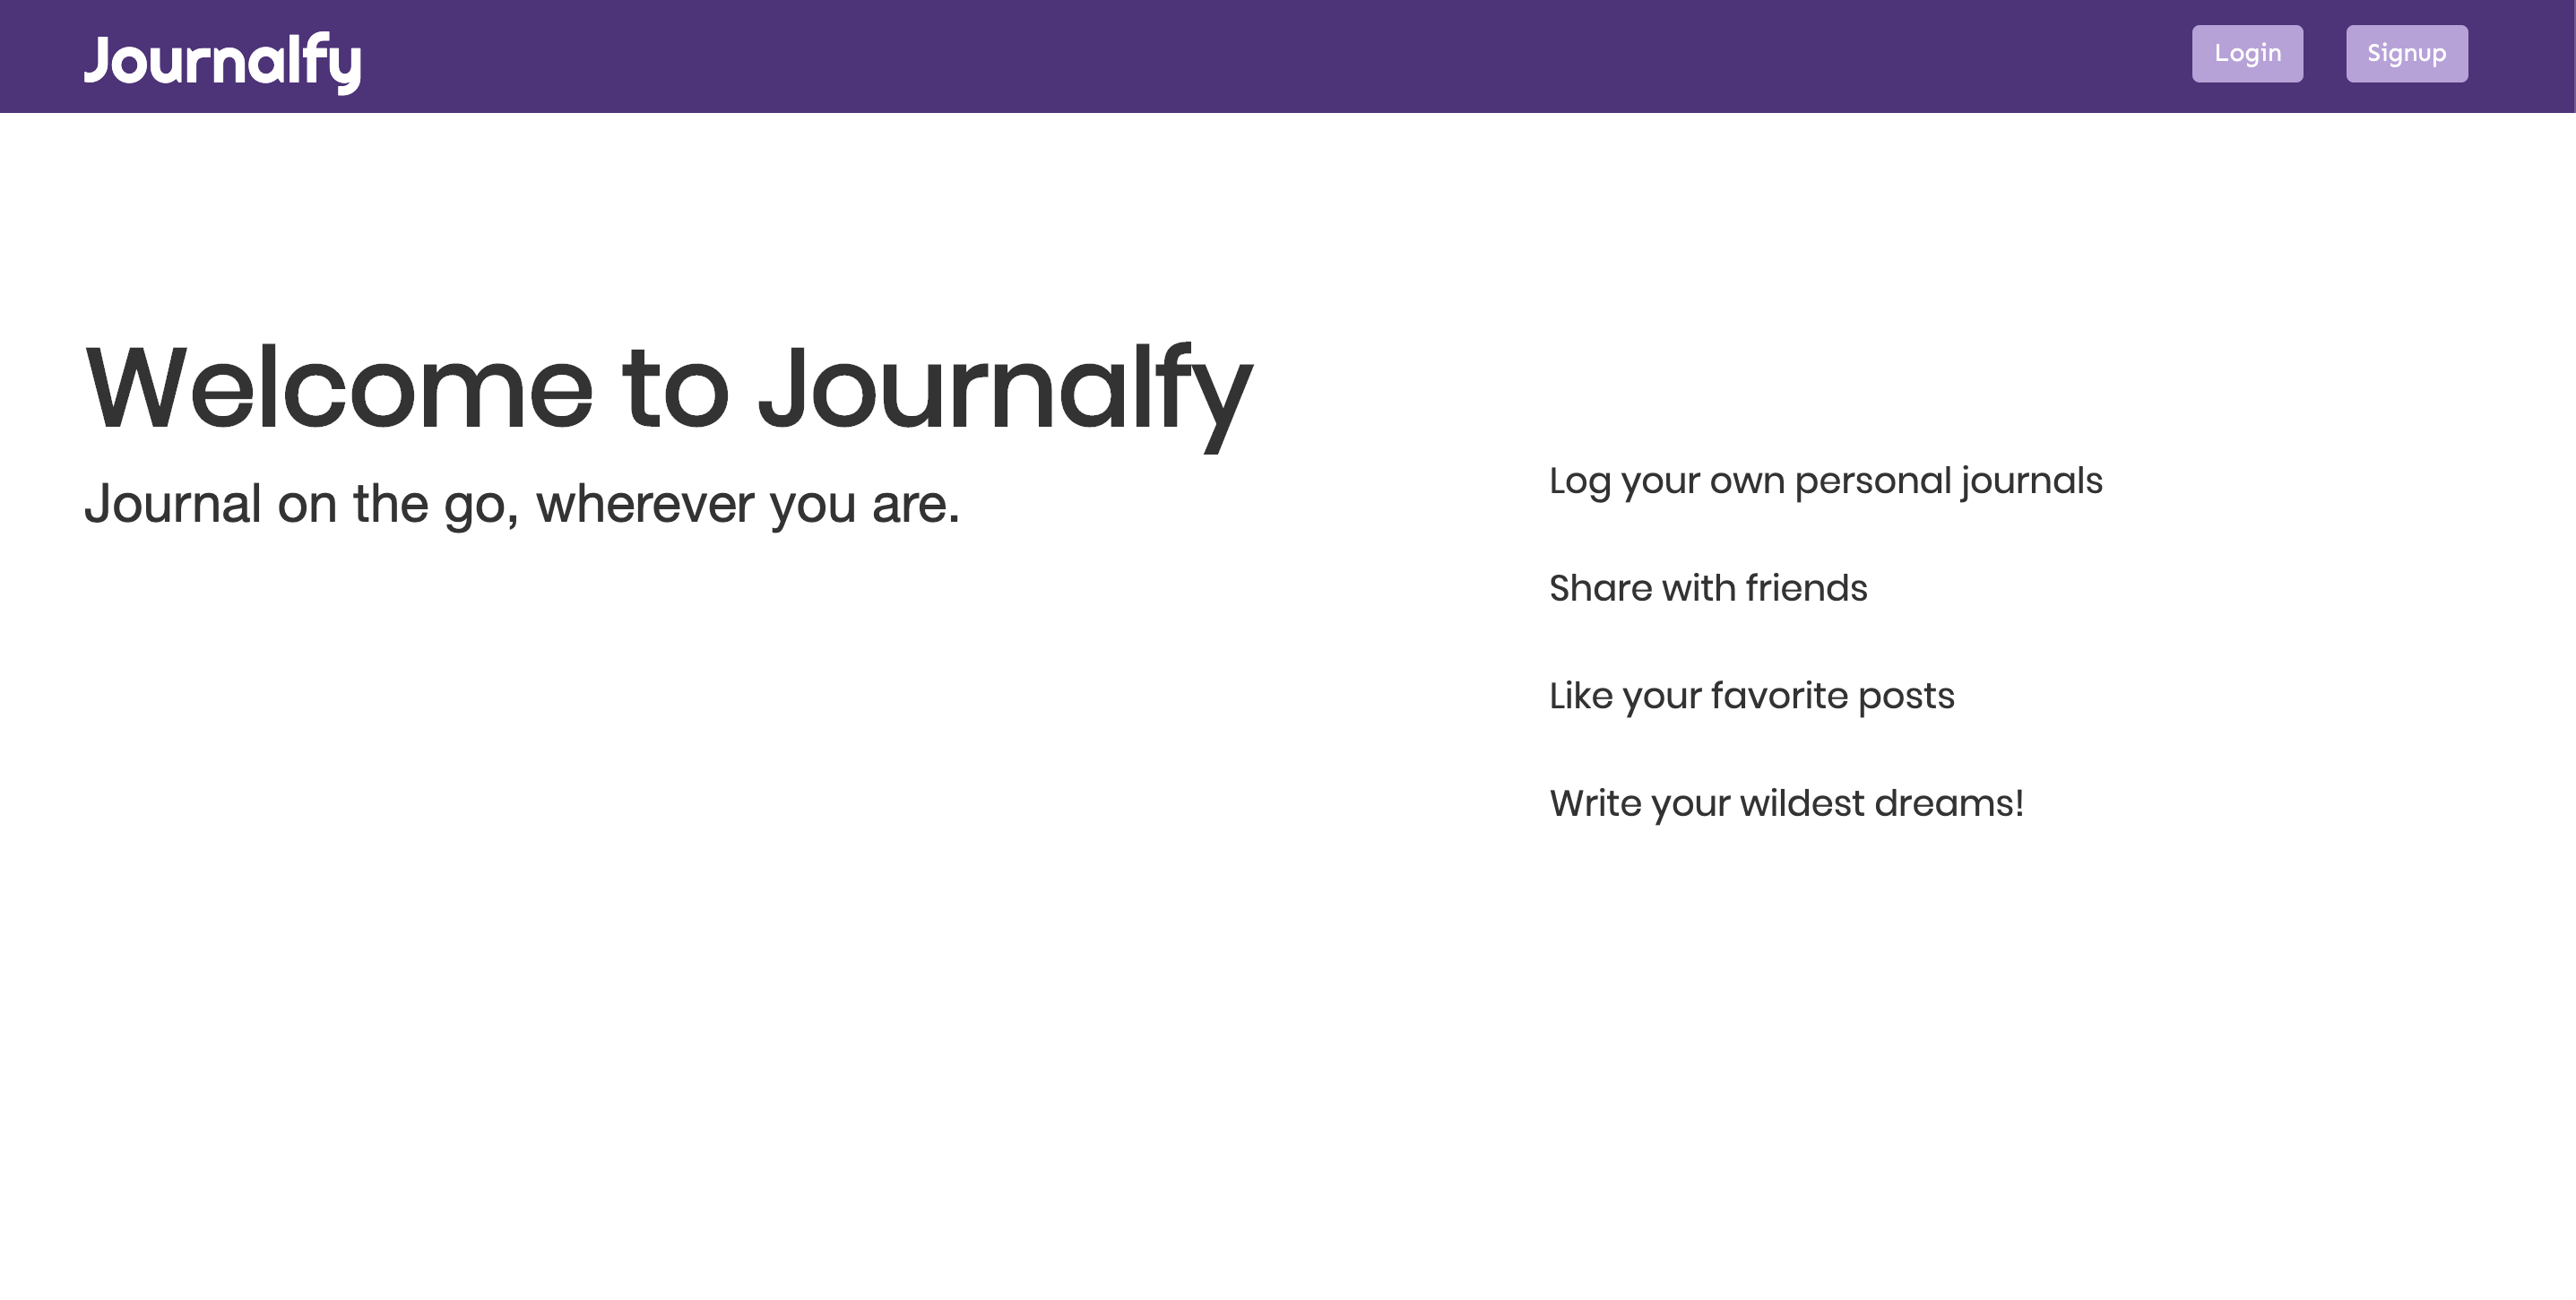 Journalfy
Login
Signup
Welcome to Journalfy
Journal on the go, wherever you are.
Log your own personal journals
Share with friends
Like your favorite posts
Write your wildest dreams!